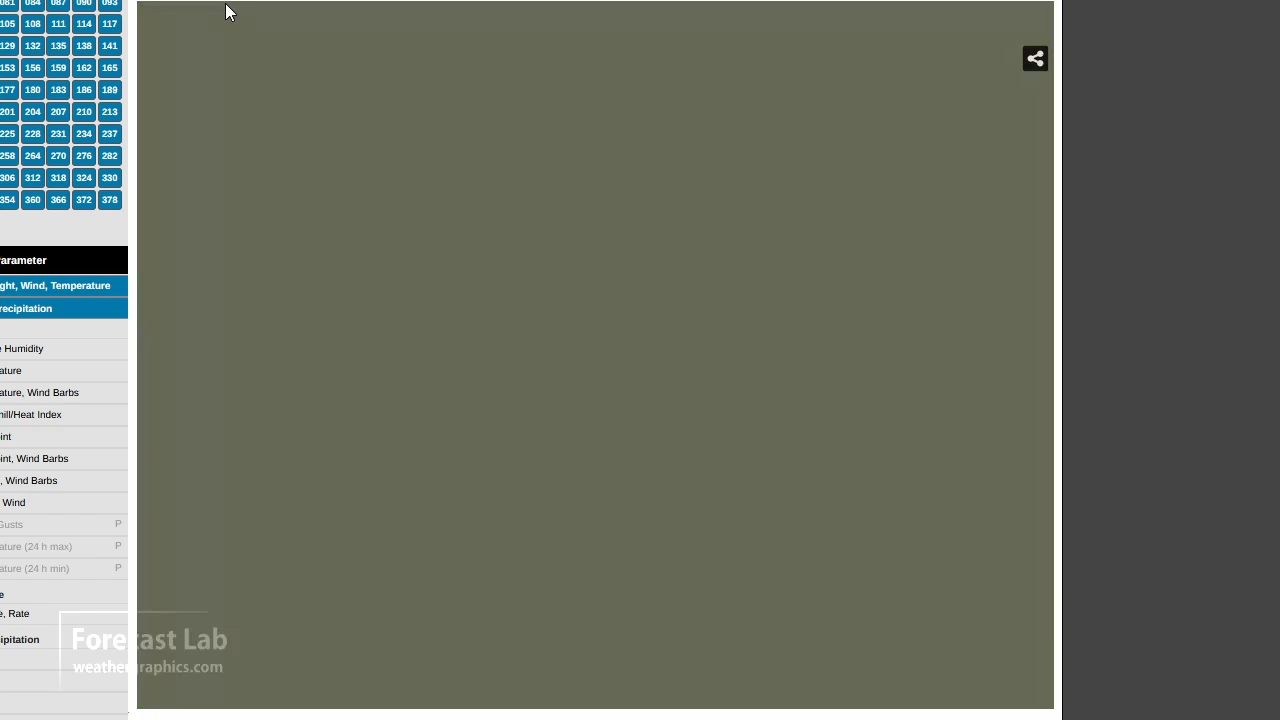 081 084 087 090 093
105 108 111 114 117
129 132 135 138 141
153 156 159 162 165
177 180 183 186 189
201 204 207 210 213
225 228 231 234 237
258 264 270 276 282
306 312 318 324 330
354 360 366 372 378
arameter
ght, Wind, Temperature
recipitation
e Humidity
ature
ature, Wind Barbs
hill/Heat Index
int
int, Wind Barbs
, Wind Barbs
Wind
Gusts P
ature (24 h max) P
ature (24 h min) P
e
e, Rate
ipitation
Forecast Lab
weathergraphics.com